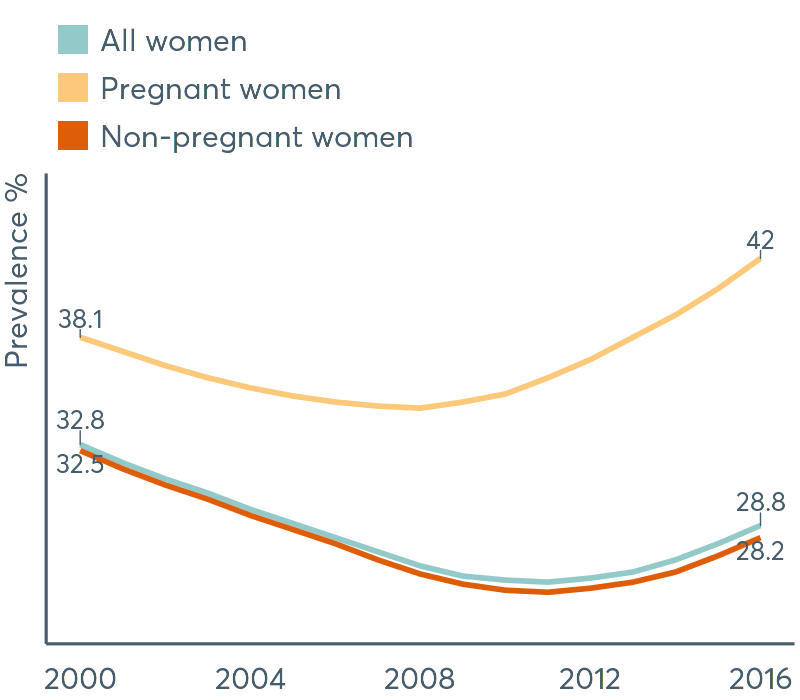 All women
Pregnant women
Non-pregnant women
Prevalence %
42
38.1
32.8
32.5
28.8
28.2
2000 2004 2008 2012 2016